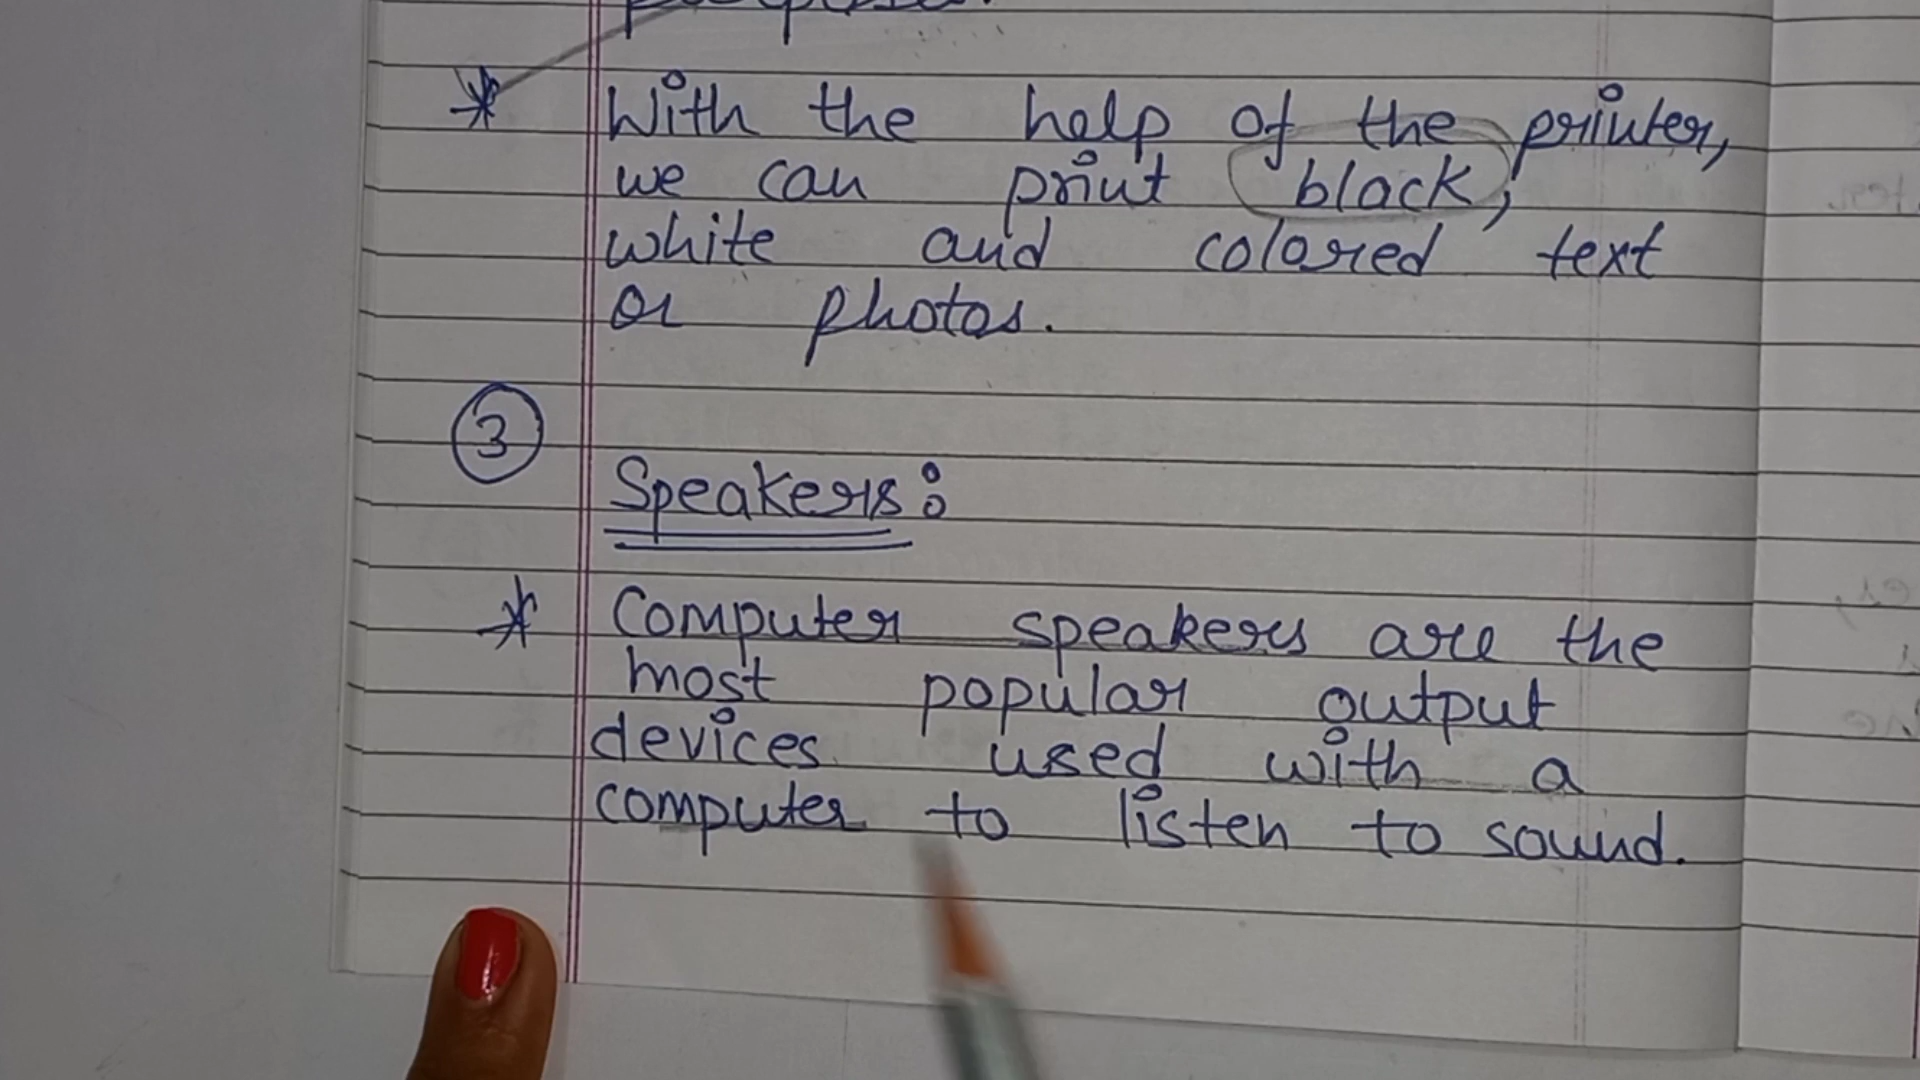 * With the help of the printer,
we can print black,
white and colored text
or photos.
3
Speakers:
* Computer speakers are the
most popular output
devices used with a
computer to listen to sound.